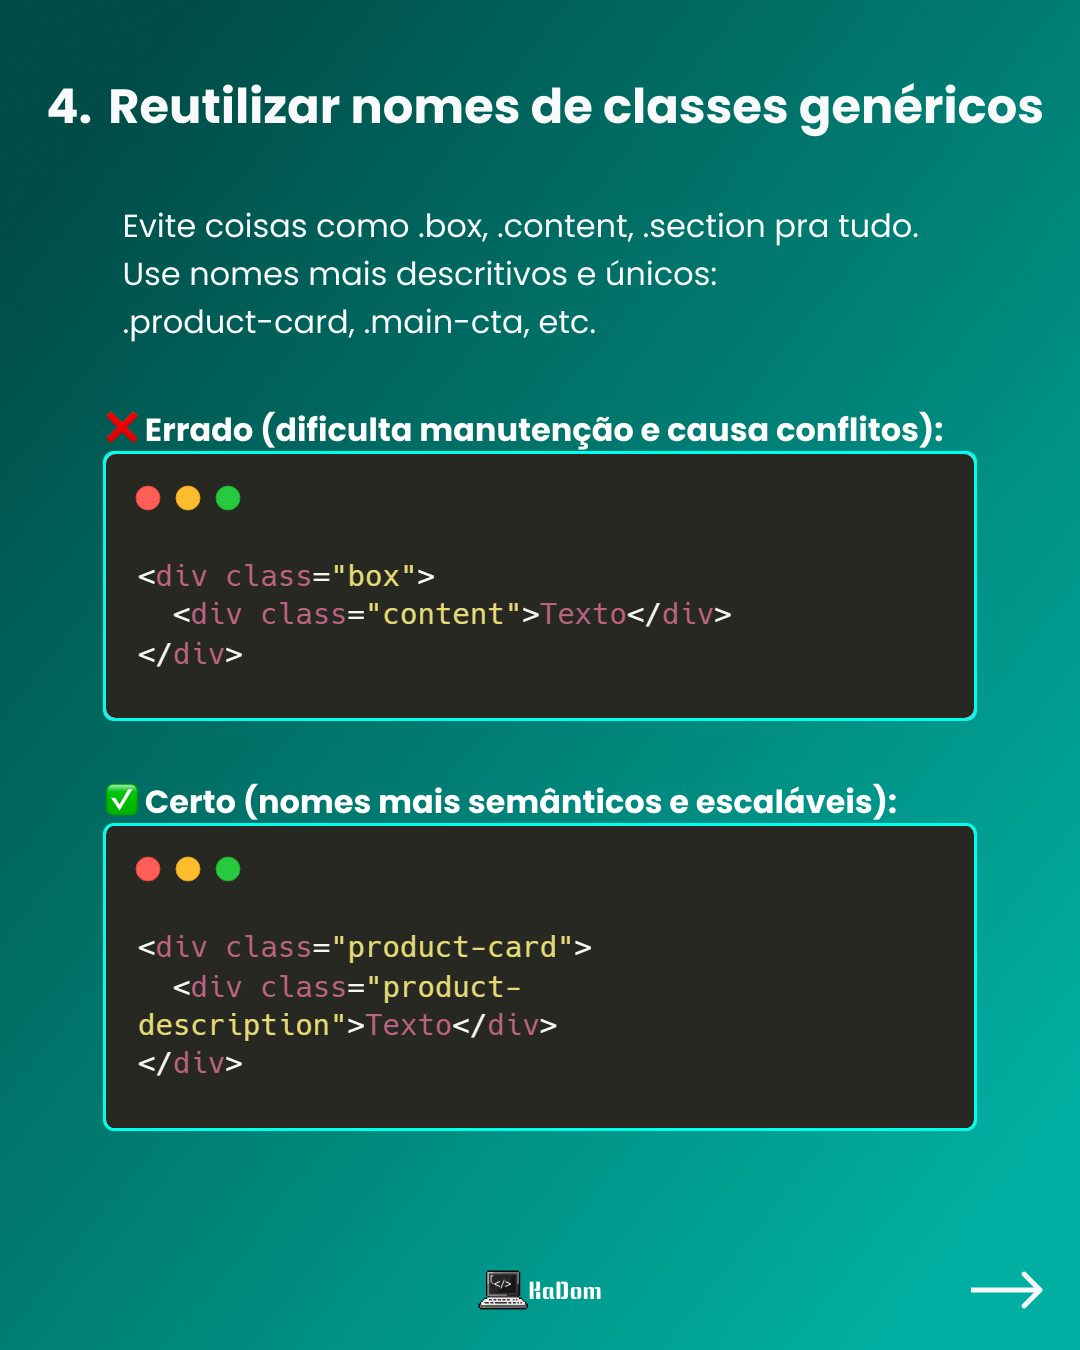 4. Reutilizar nomes de classes genéricos
Evite coisas como .box, .content, .section pra tudo.
Use nomes mais descritivos e únicos:
.product-card, .main-cta, etc.
❌ Errado (dificulta manutenção e causa conflitos):
<div class="box">
  <div class="content">Texto</div>
</div>
✅ Certo (nomes mais semânticos e escaláveis):
<div class="product-card">
  <div class="product-
description">Texto</div>
</div>
</> KaDom